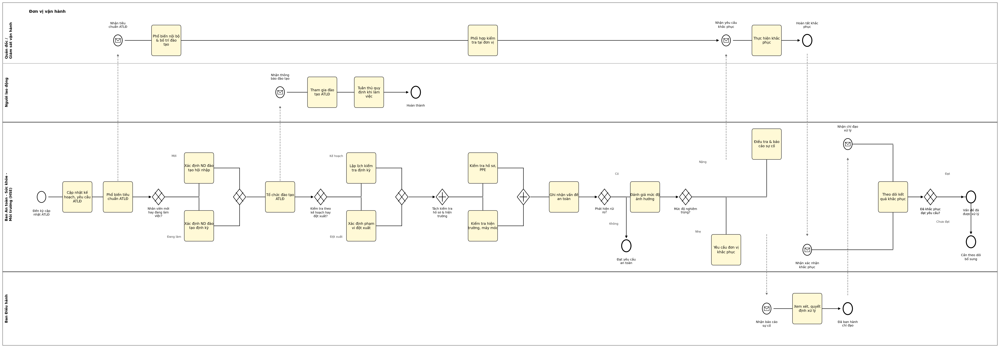 Đơn vị vận hành
Quản đốc /
Giám sát vận hành
Nhận tiêu
chuẩn ATLĐ
Phổ biến nội bộ
& bố trí đào
tạo
Phối hợp kiểm
tra tại đơn vị
Nhận yêu cầu
khắc phục
Thực hiện khắc
phục
Hoàn tất khắc
phục
Người lao động
Nhận thông
báo đào tạo
Tham gia đào
tạo ATLĐ
Tuân thủ quy
định khi làm
việc
Hoàn thành
Ban An toàn - Sức khỏe -
Môi trường (HSE)
Đến kỳ cập
nhật ATLĐ
Cập nhật kế
hoạch, yêu cầu
ATLĐ
Phổ biến tiêu
chuẩn ATLĐ
Nhân viên mới
hay đang làm
việc?
Mới
Xác định ND đào
tạo hội nhập
Đang làm
Xác định ND đào
tạo định kỳ
Tổ chức đào tạo
ATLĐ
Kiểm tra theo
kế hoạch hay
đột xuất?
Kế hoạch
Lập lịch kiểm
tra định kỳ
Đột xuất
Xác định phạm
vi đột xuất
Tách kiểm tra
hồ sơ & hiện
trường
Kiểm tra hồ sơ,
PPE
Kiểm tra hiện
trường, máy móc
Ghi nhận vấn đề
an toàn
Phát hiện rủi
ro?
Có
Không
Đạt yêu cầu
an toàn
Đánh giá mức độ
ảnh hưởng
Mức độ nghiêm
trọng?
Nặng
Nhẹ
Điều tra & báo
cáo sự cố
Yêu cầu đơn vị
khắc phục
Nhận chỉ đạo
xử lý
Nhận xác nhận
khắc phục
Theo dõi kết
quả khắc phục
Đã khắc phục
đạt yêu cầu?
Đạt
Chưa đạt
Vấn đề đã
được xử lý
Cần theo dõi
bổ sung
Ban Điều hành
Nhận báo cáo
sự cố
Xem xét, quyết
định xử lý
Đã ban hành
chỉ đạo